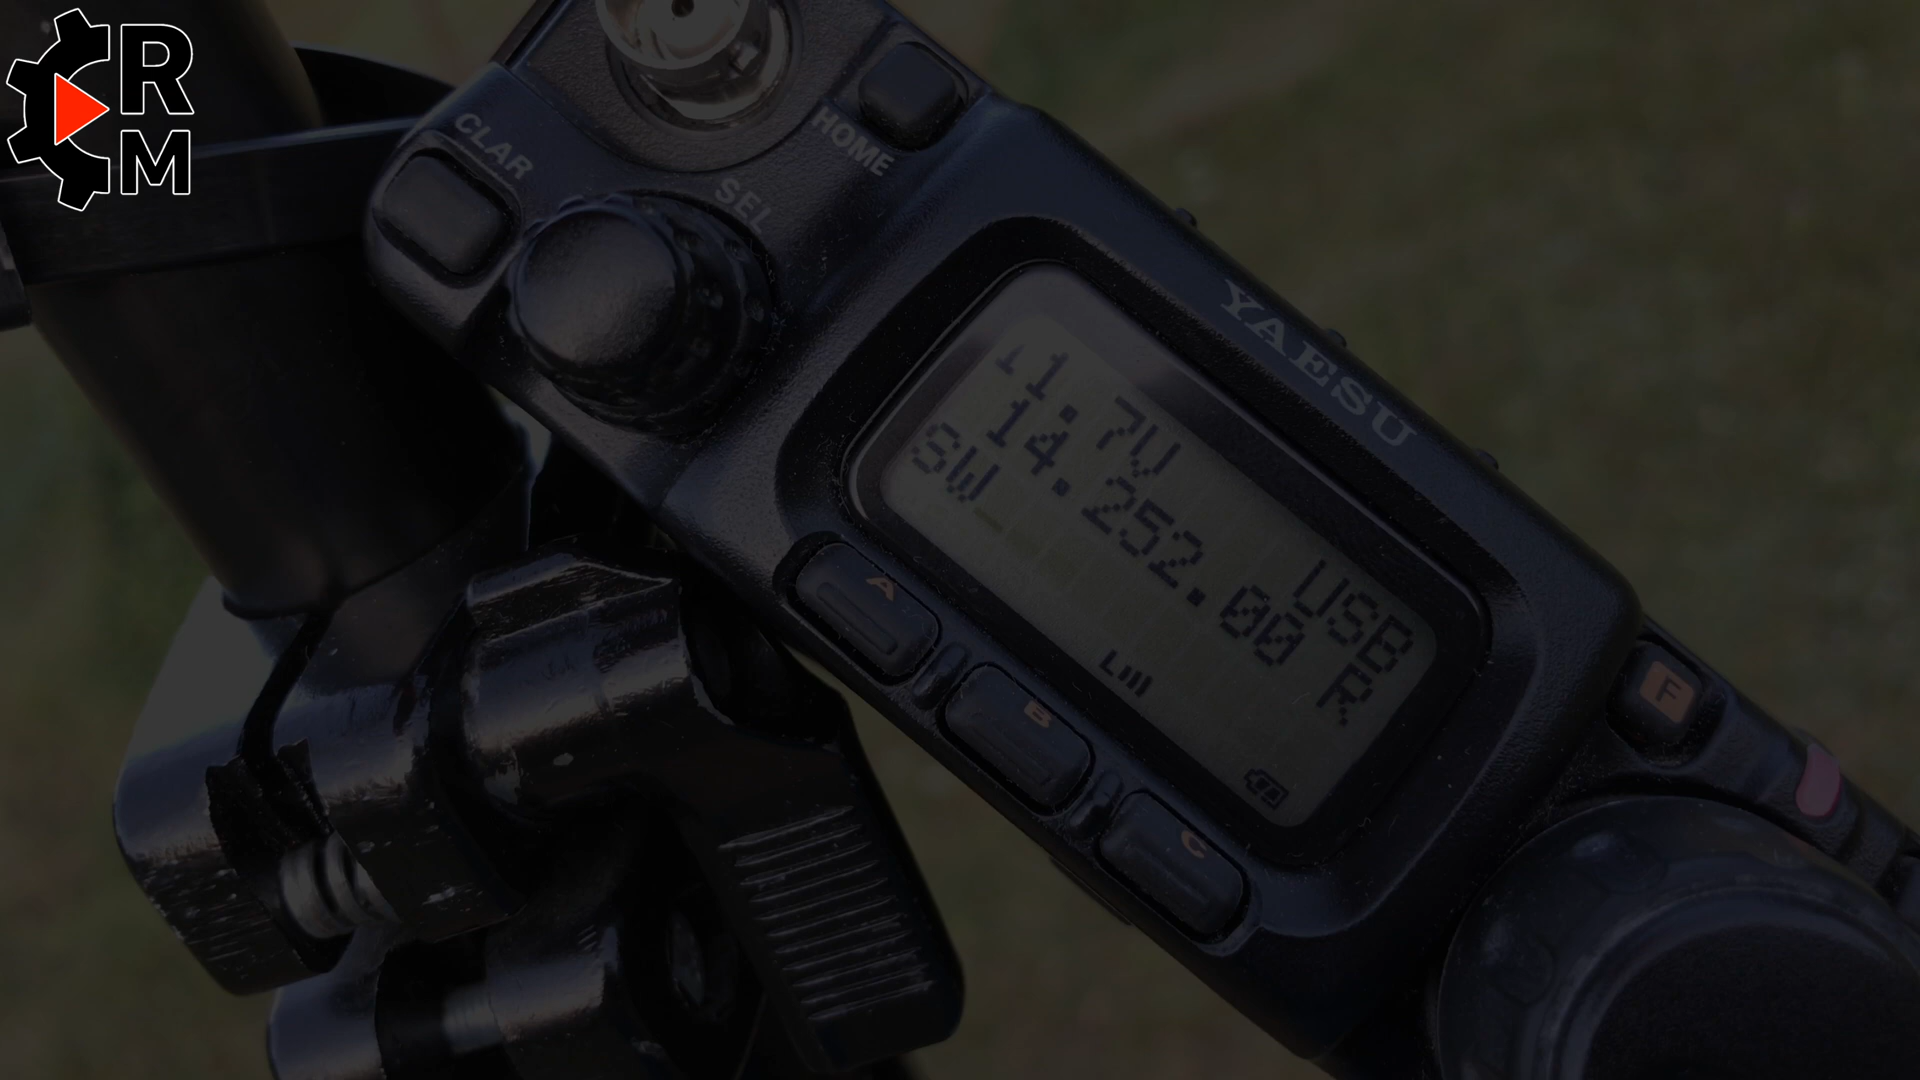 R
M
CLAR
SEL
HOME
YAESU
11.7V
USB
14.252.00
R
SW
A
B
C
F